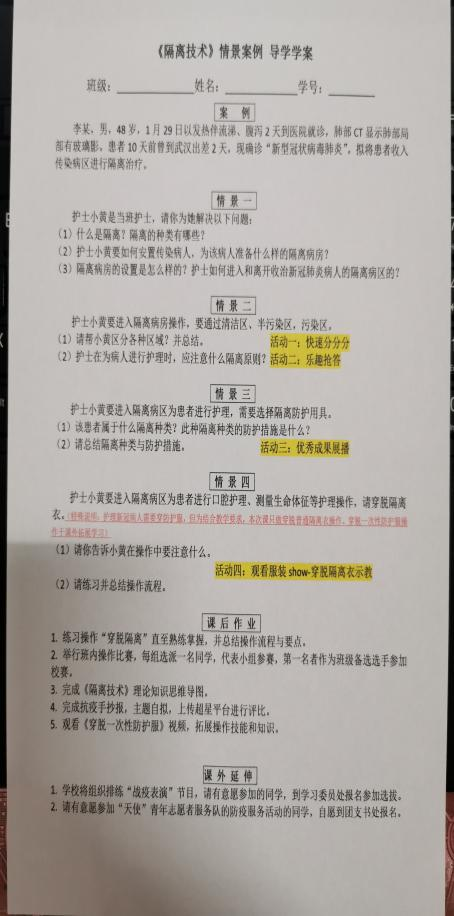 《隔离技术》情景案例 导学学案
班级：____________姓名：____________学号：________
案 例
李某，男，48岁，1月29日以发热伴流涕、腹泻2天到医院就诊，肺部CT显示肺部局
部有玻璃影，患者10天前曾到武汉出差2天，现确诊“新型冠状病毒肺炎”，拟将患者收入
传染病区进行隔离治疗。
情 景 一
护士小黄是当班护士，请你为她解决以下问题：
（1）什么是隔离？隔离的种类有哪些？
（2）护士小黄要如何安置传染病人，为该病人准备什么样的隔离病房？
（3）隔离病房的设置是怎么样的？护士如何进入和离开收治新冠肺炎病人的隔离病区的？
情 景 二
护士小黄要进入隔离病房操作，要通过清洁区、半污染区，污染区。
（1）请帮小黄区分各种区域？并总结。 活动一：快速分分分
（2）护士在为病人进行护理时，应注意什么隔离原则？活动二：乐趣抢答
情 景 三
护士小黄要进入隔离病区为患者进行护理，需要选择隔离防护用具。
（1）该患者属于什么隔离种类？此种隔离种类的防护措施是什么？
（2）请总结隔离种类与防护措施。 活动三：优秀成果展播
情 景 四
护士小黄要进入隔离病区为患者进行口腔护理、测量生命体征等护理操作，请穿脱隔离
衣。（特殊说明：护理新冠病人需要穿防护服，但为结合教学要求，本次课只做穿脱普通隔离衣操作，穿脱一次性防护服操
作于课外拓展学习）
（1）请你告诉小黄在操作中要注意什么。
活动四：观看服装show-穿脱隔离衣示教
（2）请练习并总结操作流程。
课 后 作 业
1. 练习操作“穿脱隔离”直至熟练掌握，并总结操作流程与要点。
2. 举行班内操作比赛，每组选派一名同学，代表小组参赛，第一名者作为班级备选选手参加
校赛。
3. 完成《隔离技术》理论知识思维导图。
4. 完成抗疫手抄报，主题自拟，上传超星平台进行评比。
5. 观看《穿脱一次性防护服》视频，拓展操作技能和知识。
课 外 延 伸
1. 学校将组织排练“战疫表演”节目，请有意愿参加的同学，到学习委员处报名参加选拔。
2. 请有意愿参加“天使”青年志愿者服务队的防疫服务活动的同学，自愿到团支书处报名。